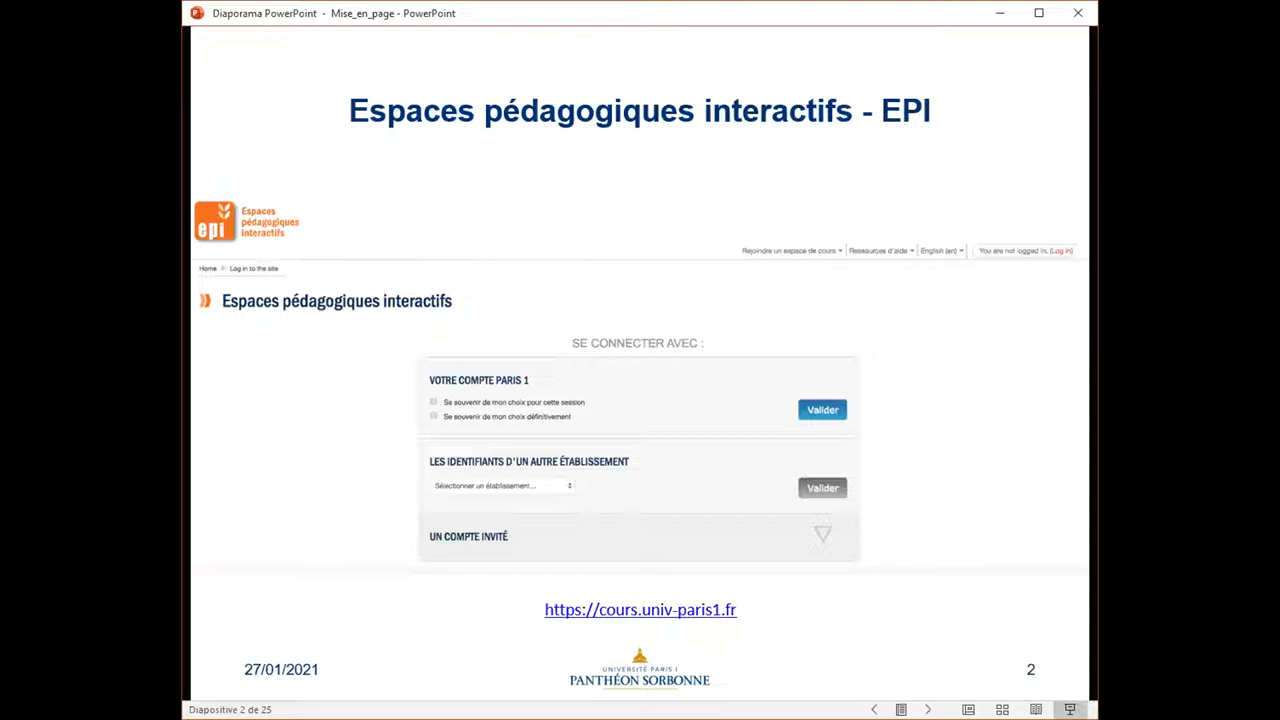 Diaporama PowerPoint - Mise_en_page - PowerPoint
Espaces pédagogiques interactifs - EPI
epi
Espaces
pédagogiques
interactifs
Rejoindre un espace de cours
Ressources d'aide
English (en)
You are not logged in. (Log in)
Home
Log in to the site
Espaces pédagogiques interactifs
SE CONNECTER AVEC :
VOTRE COMPTE PARIS 1
Se souvenir de mon choix pour cette session
Se souvenir de mon choix définitivement
Valider
LES IDENTIFIANTS D'UN AUTRE ÉTABLISSEMENT
Sélectionner un établissement...
Valider
UN COMPTE INVITÉ
https://cours.univ-paris1.fr
27/01/2021
UNIVERSITÉ PARIS I
PANTHÉON SORBONNE
2
Diapositive 2 de 25